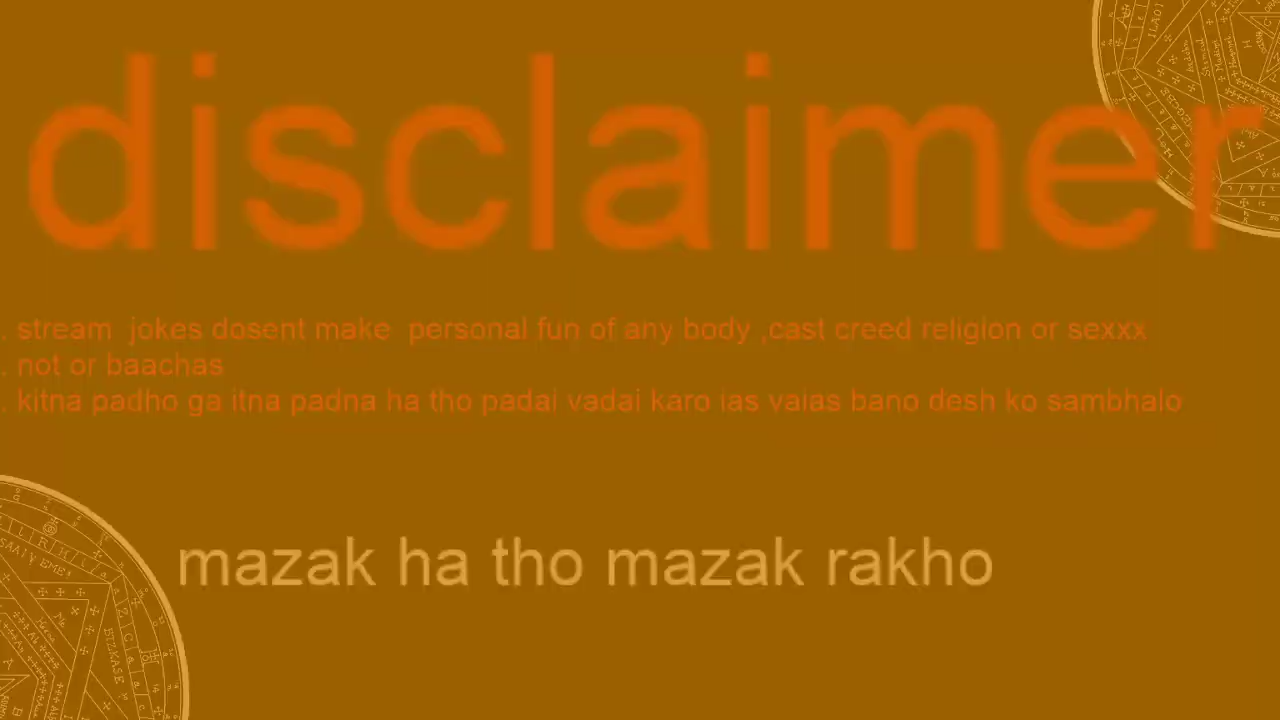 disclaimer
. stream jokes dosent make personal fun of any body ,cast creed religion or sexxx
. not or baachas
. kitna padho ga itna padna ha tho padai vadai karo ias vaias bano desh ko sambhalo
mazak ha tho mazak rakho